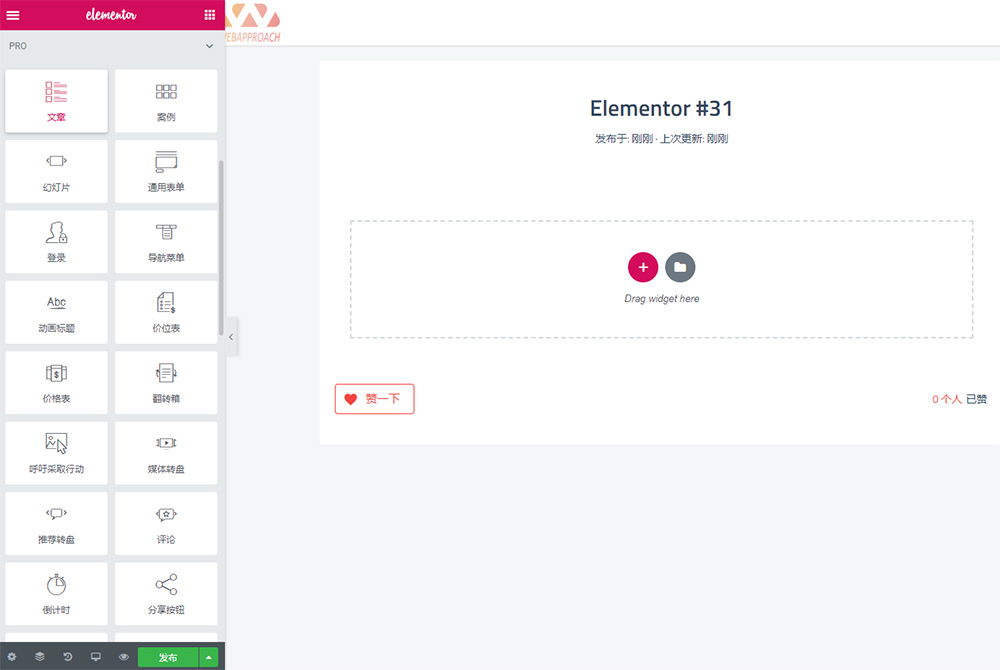 elementor
PRO
文章
案例
幻灯片
通用表单
登录
导航菜单
Abc
动画标题
价位表
价格表
翻转箱
呼吁采取行动
媒体转盘
推荐转盘
评论
倒计时
分享按钮
发布
EBAPPROACH
Elementor #31
发布于: 刚刚 · 上次更新: 刚刚
Drag widget here
赞一下
0 个人 已赞